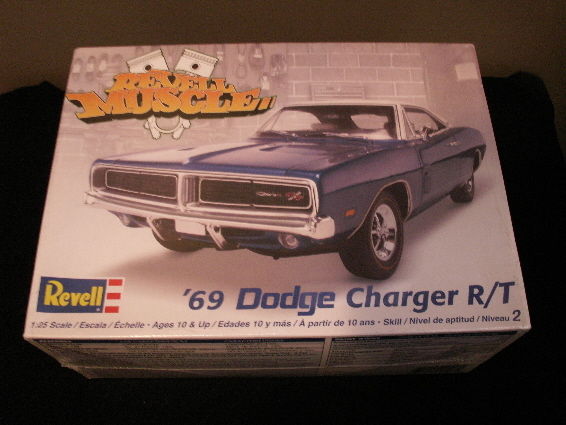 REVELL
MUSCLE
Charger R/T
Revell
'69 Dodge Charger R/T
1:25 Scale / Escala / Échelle • Ages 10 & Up / Edades 10 y más / À partir de 10 ans • Skill / Nivel de aptitud / Niveau 2